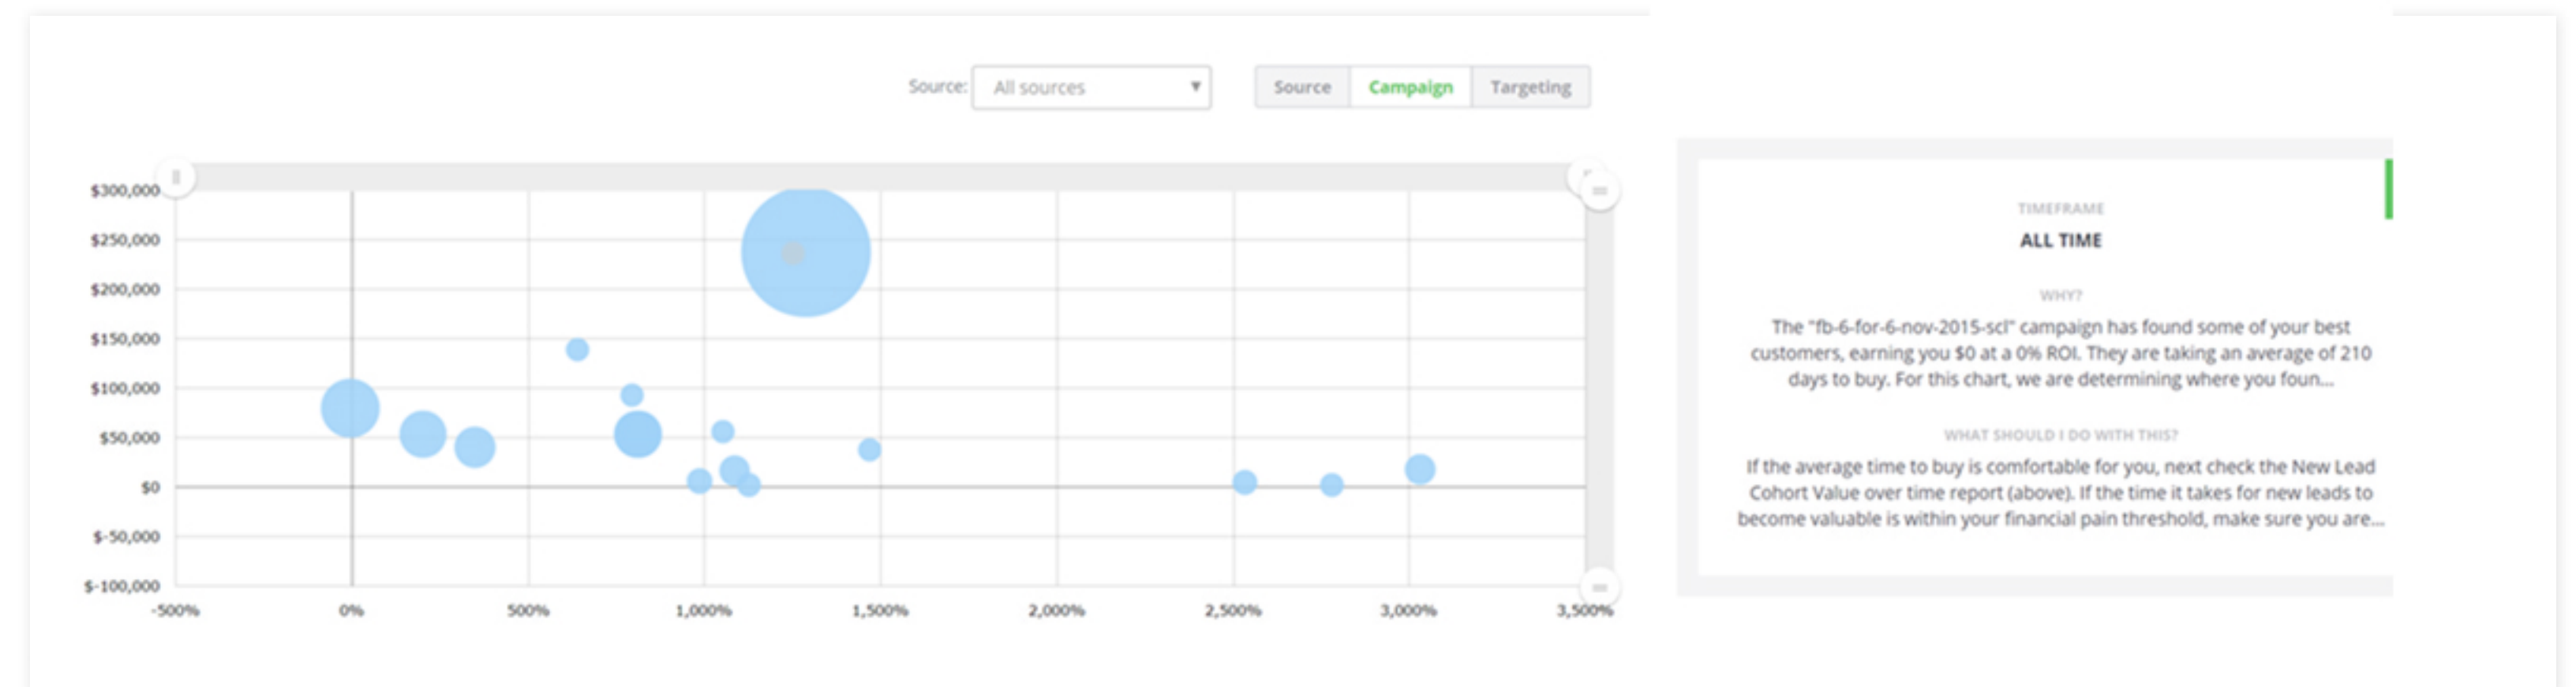 Source: All sources ▼ Source Campaign Targeting
$300,000
$250,000
$200,000
$150,000
$100,000
$50,000
$0
$-50,000
$-100,000
-500% 0% 500% 1,000% 1,500% 2,000% 2,500% 3,000% 3,500%
TIMEFRAME
ALL TIME
WHY?
The "fb-6-for-6-nov-2015-scl" campaign has found some of your best
customers, earning you $0 at a 0% ROI. They are taking an average of 210
days to buy. For this chart, we are determining where you foun...
WHAT SHOULD I DO WITH THIS?
If the average time to buy is comfortable for you, next check the New Lead
Cohort Value over time report (above). If the time it takes for new leads to
become valuable is within your financial pain threshold, make sure you are...